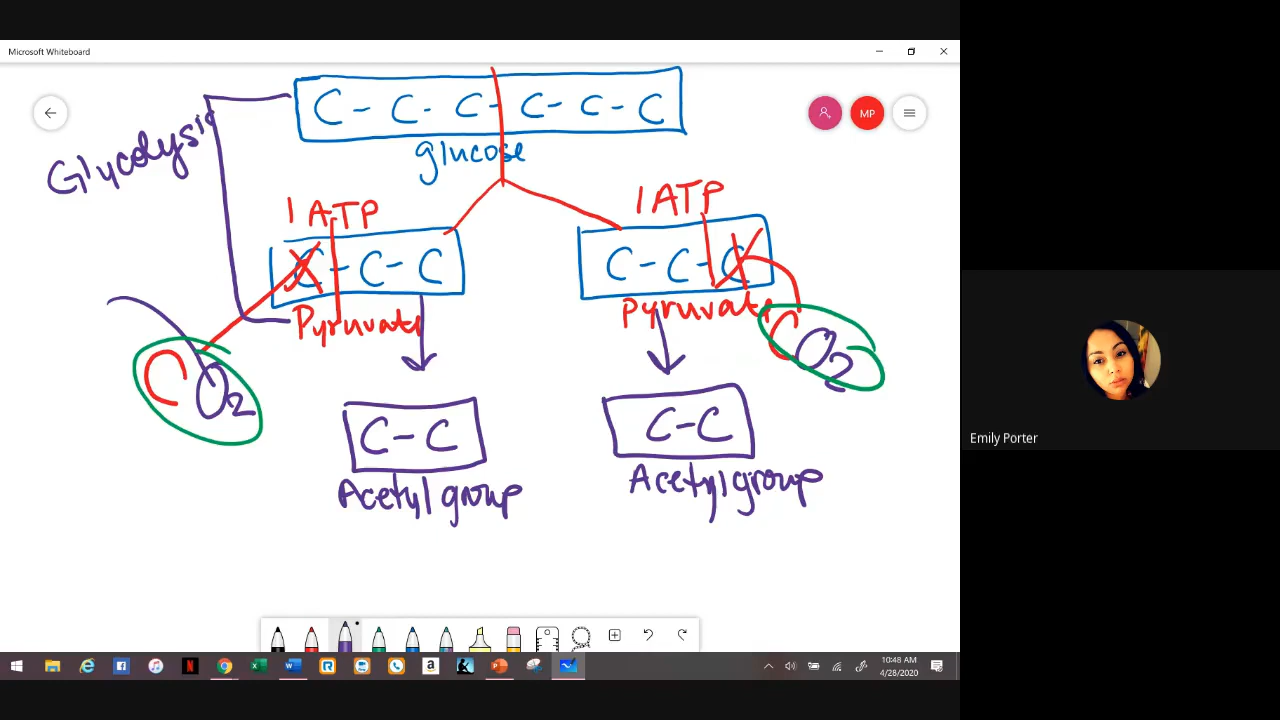 Microsoft Whiteboard
C - C - C - C - C - C
MP
glucose
Glycolysis
1 ATP
1 ATP
C - C - C
C - C - C
Pyruvate
Pyruvate
CO2
CO2
C - C
C - C
Acetyl group
Acetyl group
Emily Porter
10:48 AM
4/28/2020